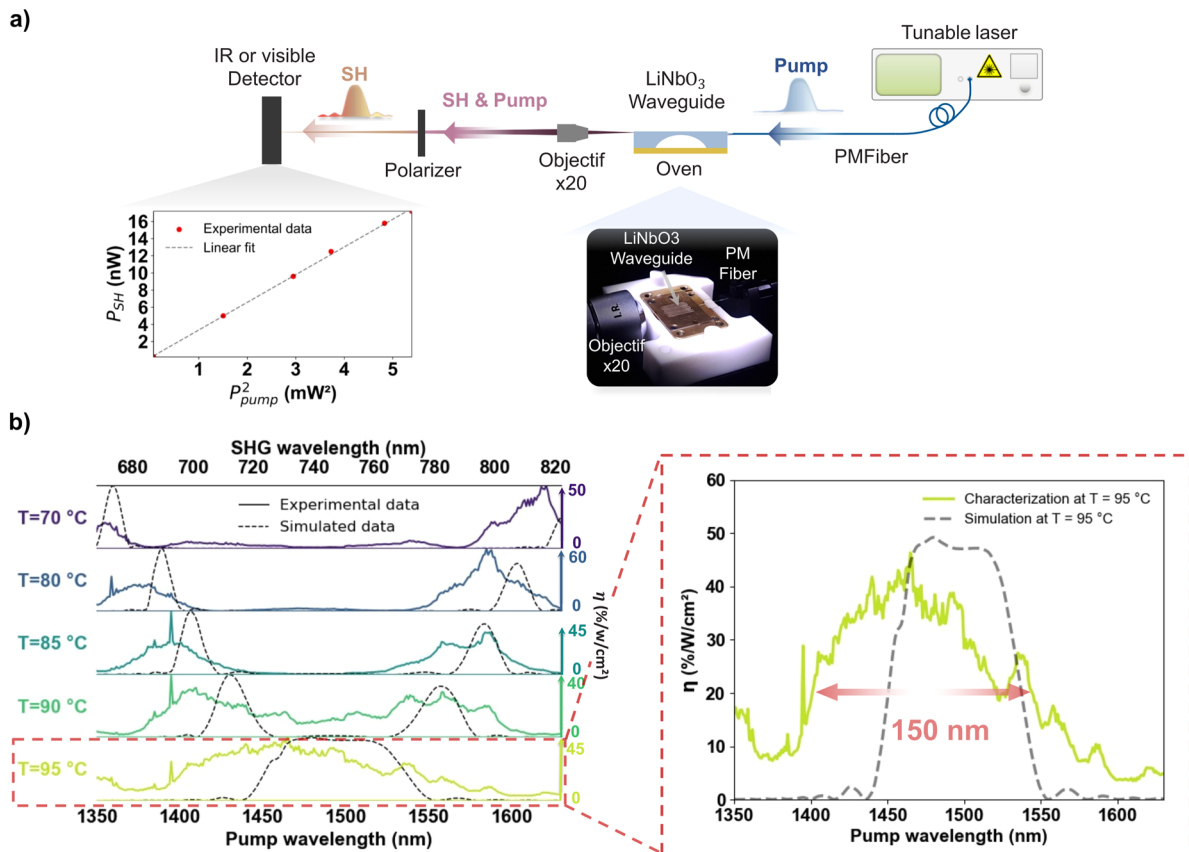 a)
Tunable laser
IR or visible
Detector
SH
SH & Pump
LiNbO₃
Waveguide
Pump
Polarizer
Objectif
x20
Oven
PMFiber
16
14
12
10
8
6
4
2
P_SH (nW)
Experimental data
Linear fit
1 2 3 4 5
P²_pump (mW²)
LiNbO3
Waveguide
PM
Fiber
I.R.
Objectif
x20
b)
SHG wavelength (nm)
680 700 720 740 760 780 800 820
T=70 °C
Experimental data
Simulated data
50
0
T=80 °C
60
0
T=85 °C
45
0
T=90 °C
40
0
T=95 °C
45
0
η (%/w/cm²)
1350 1400 1450 1500 1550 1600
Pump wavelength (nm)
60
50
40
30
20
10
0
η (%/W/cm²)
Characterization at T = 95 °C
Simulation at T = 95 °C
150 nm
1350 1400 1450 1500 1550 1600
Pump wavelength (nm)